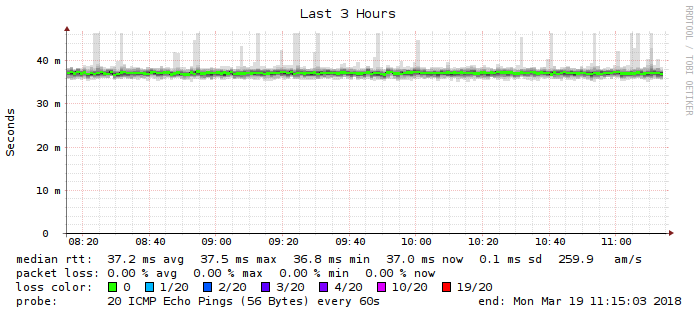 Last 3 Hours
RRDTOOL / TOBI OETIKER
Seconds
40 m
30 m
20 m
10 m
0
08:20 08:40 09:00 09:20 09:40 10:00 10:20 10:40 11:00
median rtt: 37.2 ms avg 37.5 ms max 36.8 ms min 37.0 ms now 0.1 ms sd 259.9 am/s
packet loss: 0.00 % avg 0.00 % max 0.00 % min 0.00 % now
loss color: 0 1/20 2/20 3/20 4/20 10/20 19/20
probe: 20 ICMP Echo Pings (56 Bytes) every 60s end: Mon Mar 19 11:15:03 2018